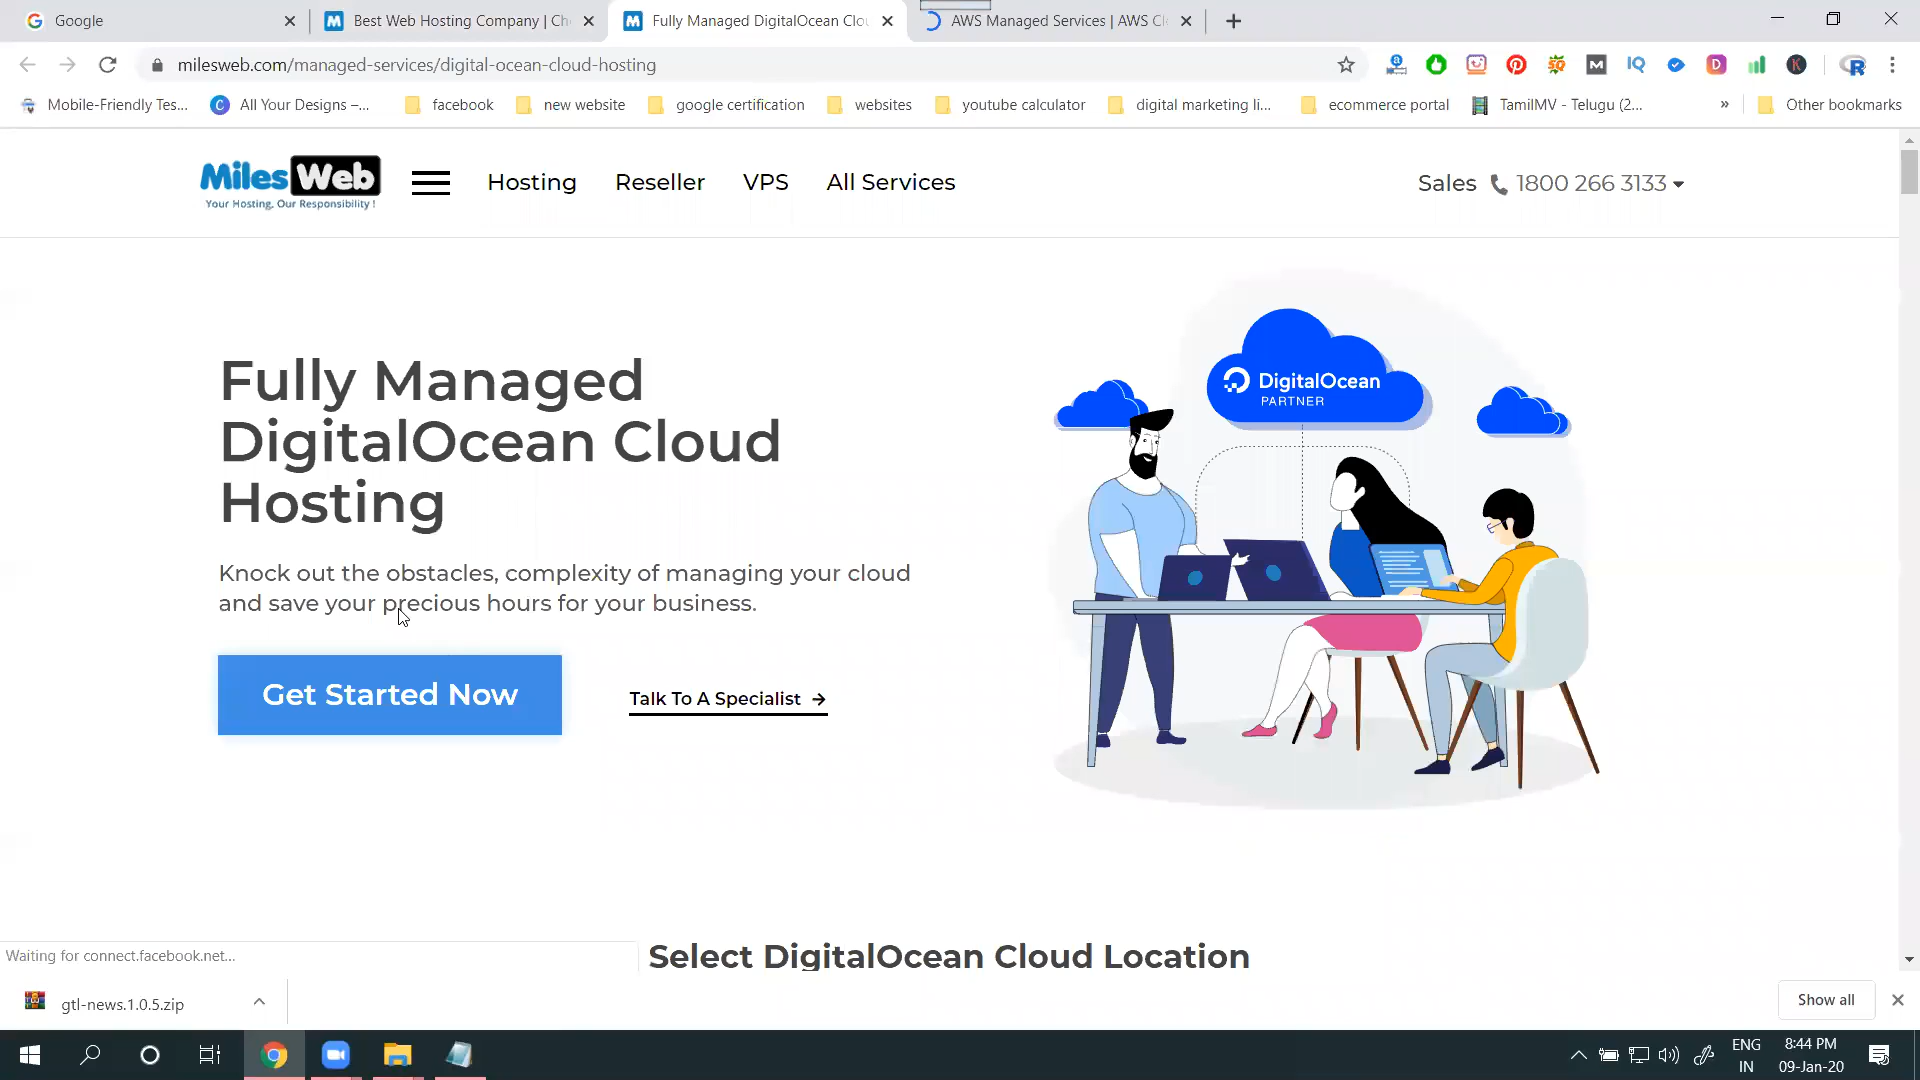 Google
Best Web Hosting Company | Ch
Fully Managed DigitalOcean Clou
AWS Managed Services | AWS Cl
milesweb.com/managed-services/digital-ocean-cloud-hosting
Mobile-Friendly Tes...
All Your Designs –...
facebook
new website
google certification
websites
youtube calculator
digital marketing li...
ecommerce portal
TamilMV - Telugu (2...
»
Other bookmarks
MilesWeb
Your Hosting, Our Responsibility !
Hosting
Reseller
VPS
All Services
Sales 1800 266 3133
Fully Managed
DigitalOcean Cloud
Hosting
DigitalOcean
PARTNER
Knock out the obstacles, complexity of managing your cloud
and save your precious hours for your business.
Get Started Now
Talk To A Specialist →
Select DigitalOcean Cloud Location
Waiting for connect.facebook.net...
gtl-news.1.0.5.zip
Show all
ENG
IN
8:44 PM
09-Jan-20